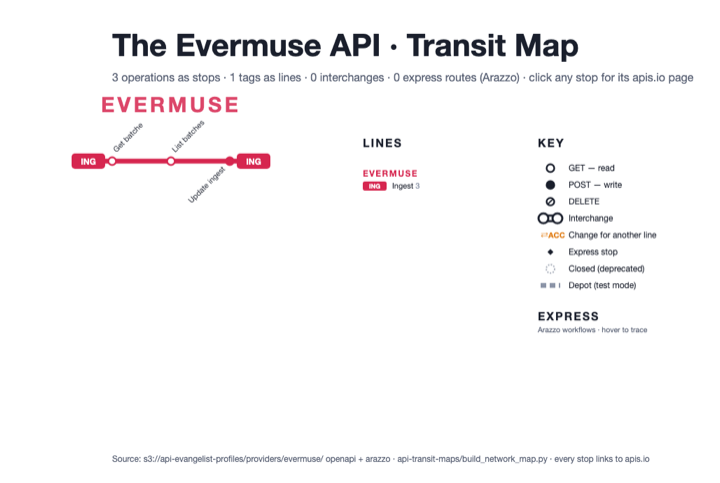 The Evermuse API · Transit Map
3 operations as stops · 1 tags as lines · 0 interchanges · 0 express routes (Arazzo) · click any stop for its apis.io page
EVERMUSE
Get batche
List batches
ING
ING
Update ingest
LINES
EVERMUSE
ING Ingest 3
KEY
GET — read
POST — write
DELETE
Interchange
⇄ACC Change for another line
Express stop
Closed (deprecated)
Depot (test mode)
EXPRESS
Arazzo workflows · hover to trace
Source: s3://api-evangelist-profiles/providers/evermuse/ openapi + arazzo · api-transit-maps/build_network_map.py · every stop links to apis.io